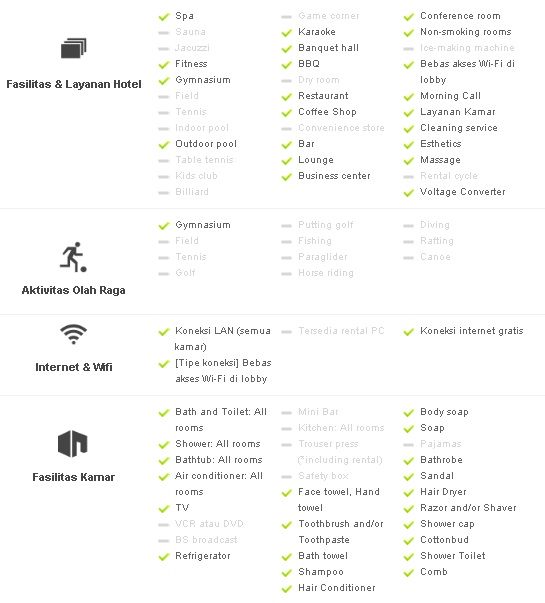 Fasilitas & Layanan Hotel
Spa
Sauna
Jacuzzi
Fitness
Gymnasium
Field
Tennis
Indoor pool
Outdoor pool
Table tennis
Kids club
Billiard
Game corner
Karaoke
Banquet hall
BBQ
Dry room
Restaurant
Coffee Shop
Convenience store
Bar
Lounge
Business center
Conference room
Non-smoking rooms
Ice-making machine
Bebas akses Wi-Fi di
lobby
Morning Call
Layanan Kamar
Cleaning service
Esthetics
Massage
Rental cycle
Voltage Converter
Aktivitas Olah Raga
Gymnasium
Field
Tennis
Golf
Putting golf
Fishing
Paraglider
Horse riding
Diving
Rafting
Canoe
Internet & Wifi
Koneksi LAN (semua
kamar)
[Tipe koneksi] Bebas
akses Wi-Fi di lobby
Tersedia rental PC
Koneksi internet gratis
Fasilitas Kamar
Bath and Toilet: All
rooms
Shower: All rooms
Bathtub: All rooms
Air conditioner: All
rooms
TV
VCR atau DVD
BS broadcast
Refrigerator
Mini Bar
Kitchen: All rooms
Trouser press
(*including rental)
Safety box
Face towel, Hand
towel
Toothbrush and/or
Toothpaste
Bath towel
Shampoo
Hair Conditioner
Body soap
Soap
Pajamas
Bathrobe
Sandal
Hair Dryer
Razor and/or Shaver
Shower cap
Cottonbud
Shower Toilet
Comb